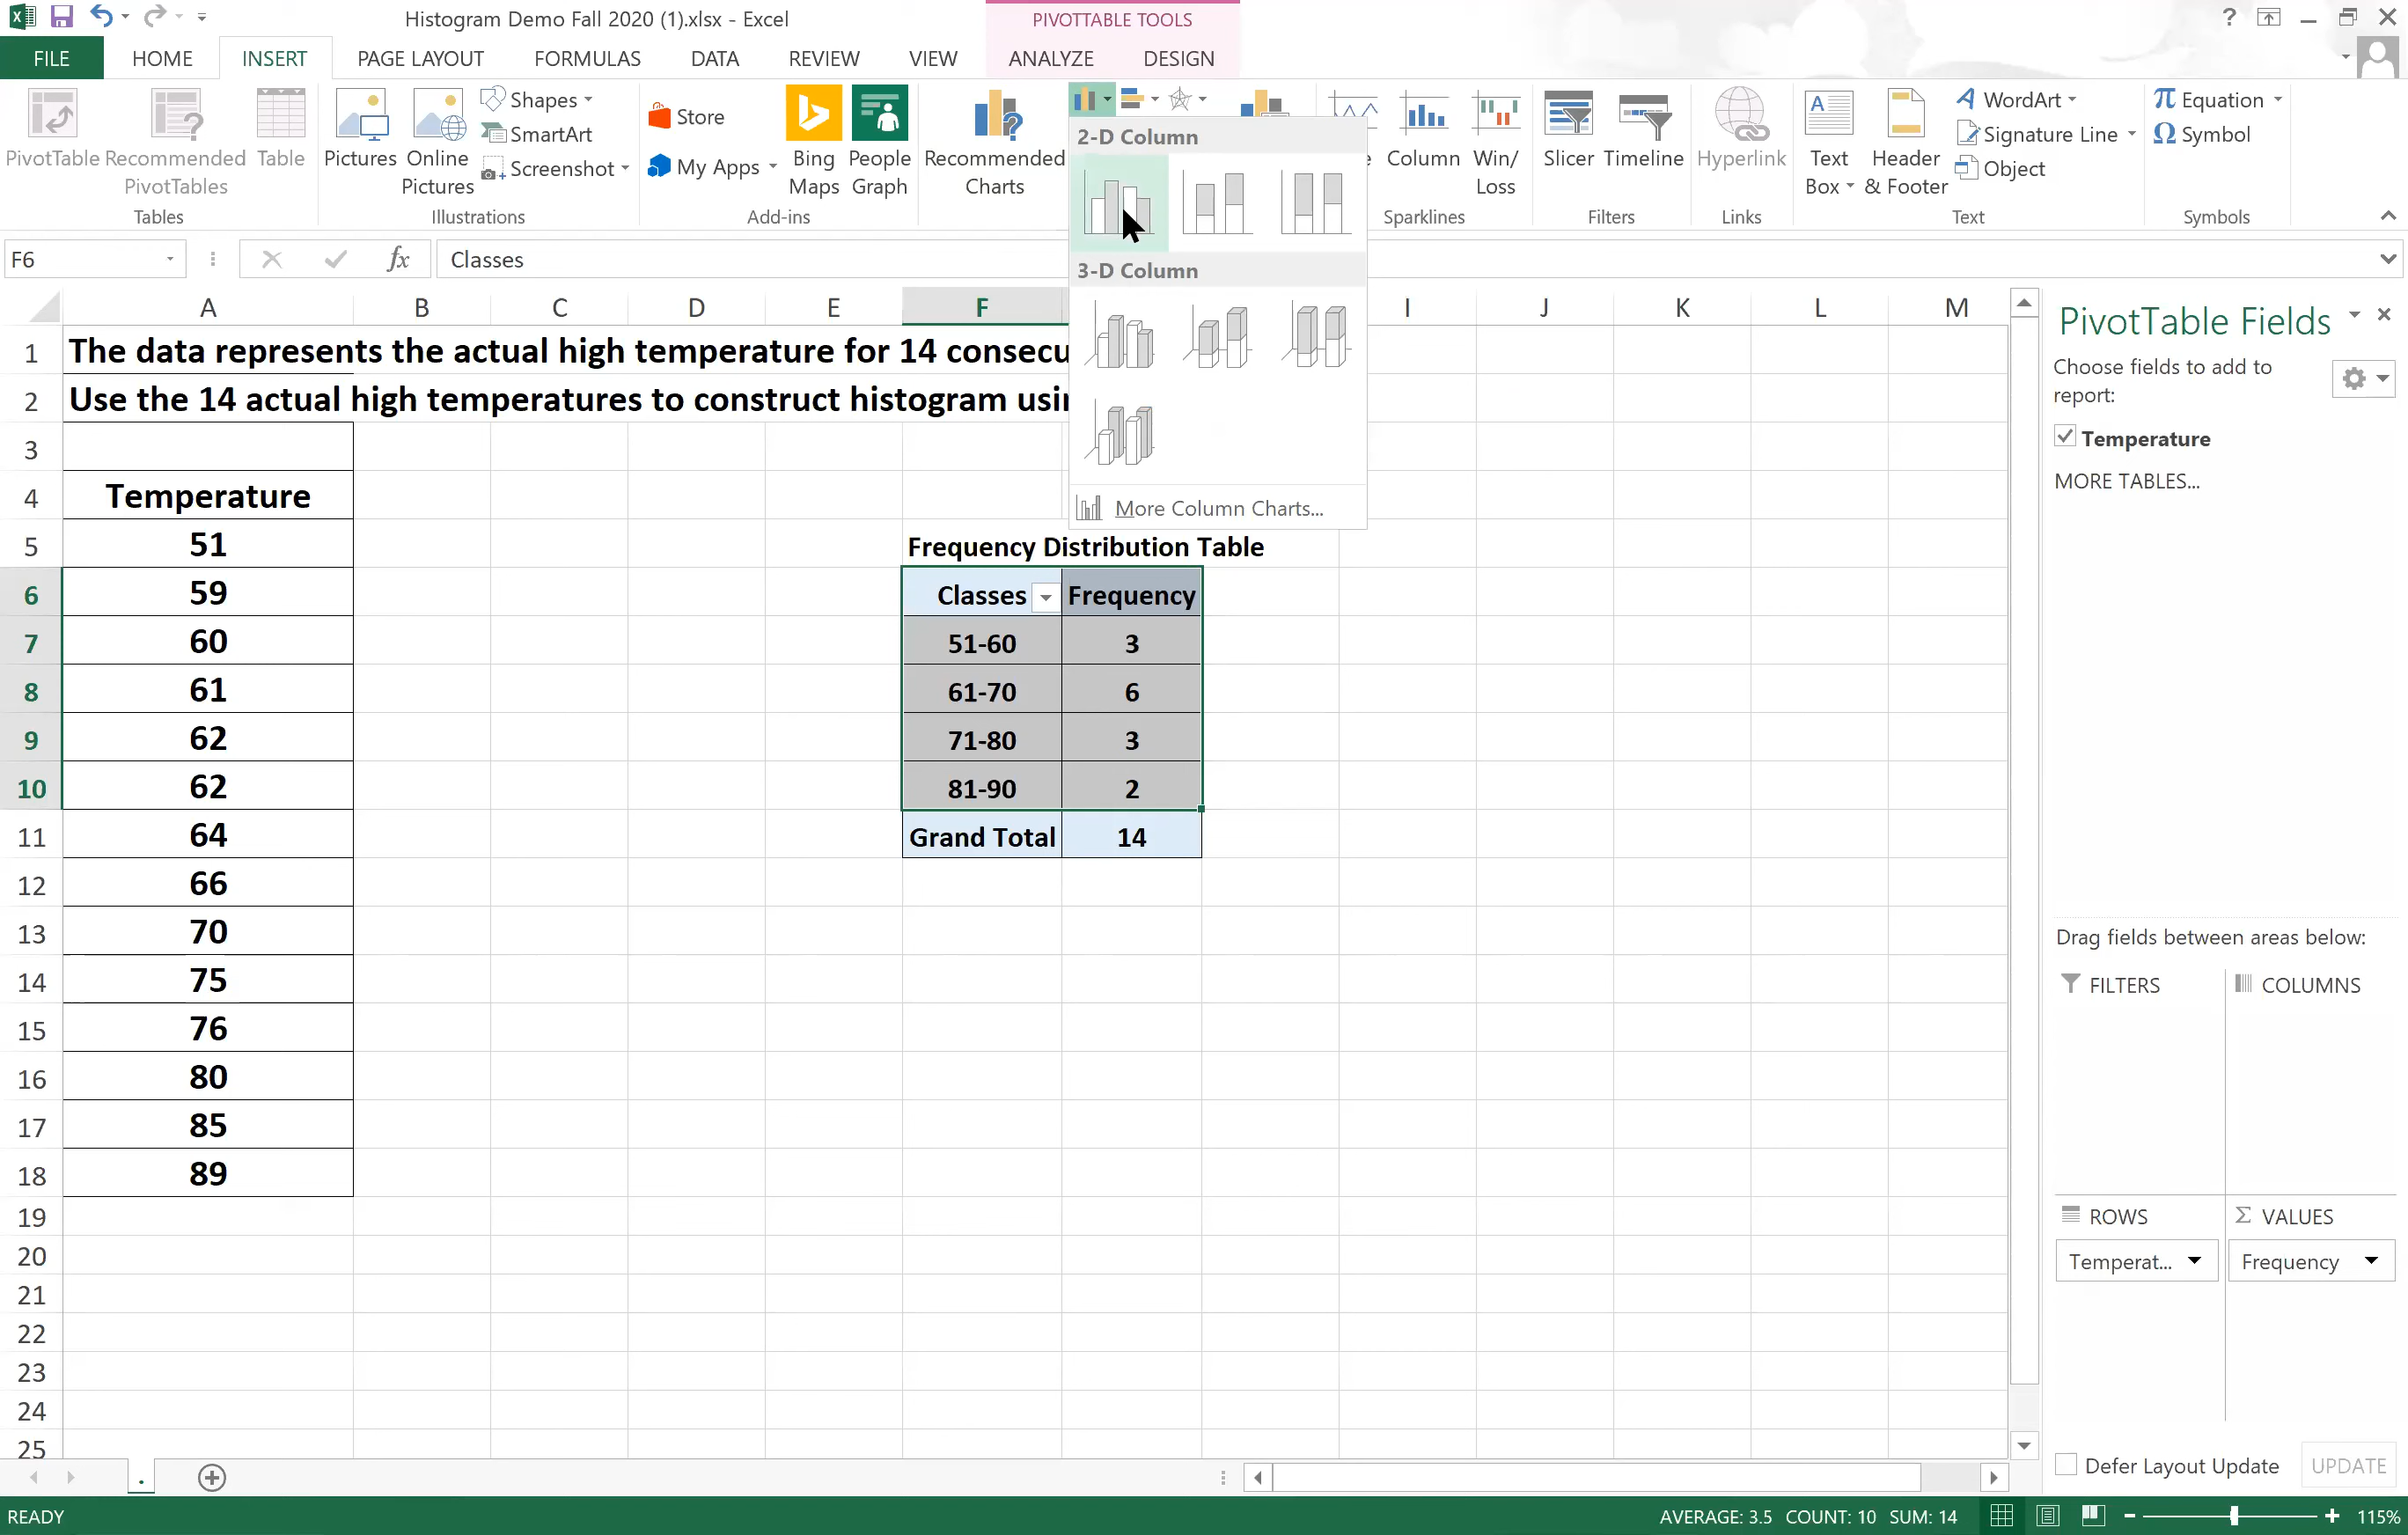 Histogram Demo Fall 2020 (1).xlsx - Excel
PIVOTTABLE TOOLS
?
FILE HOME INSERT PAGE LAYOUT FORMULAS DATA REVIEW VIEW ANALYZE DESIGN
PivotTable
Recommended
PivotTables
Table
Tables
Pictures
Online
Pictures
Shapes
SmartArt
Screenshot
Illustrations
Store
My Apps
Bing
Maps
People
Graph
Add-ins
Recommended
Charts
Column
Win/
Loss
Sparklines
Slicer
Timeline
Filters
Hyperlink
Links
Text
Box
Header
& Footer
WordArt
Signature Line
Object
Text
Equation
Symbol
Symbols
2-D Column
3-D Column
More Column Charts...
F6
fx
Classes
A B C D E F I J K L M
1 The data represents the actual high temperature for 14 consecu
2 Use the 14 actual high temperatures to construct histogram usin
3
4 Temperature
5 51 Frequency Distribution Table
6 59 Classes Frequency
7 60 51-60 3
8 61 61-70 6
9 62 71-80 3
10 62 81-90 2
11 64 Grand Total 14
12 66
13 70
14 75
15 76
16 80
17 85
18 89
19
20
21
22
23
24
25
.
PivotTable Fields
Choose fields to add to
report:
Temperature
MORE TABLES...
Drag fields between areas below:
FILTERS COLUMNS
ROWS Σ VALUES
Temperat... Frequency
Defer Layout Update UPDATE
READY AVERAGE: 3.5 COUNT: 10 SUM: 14 115%